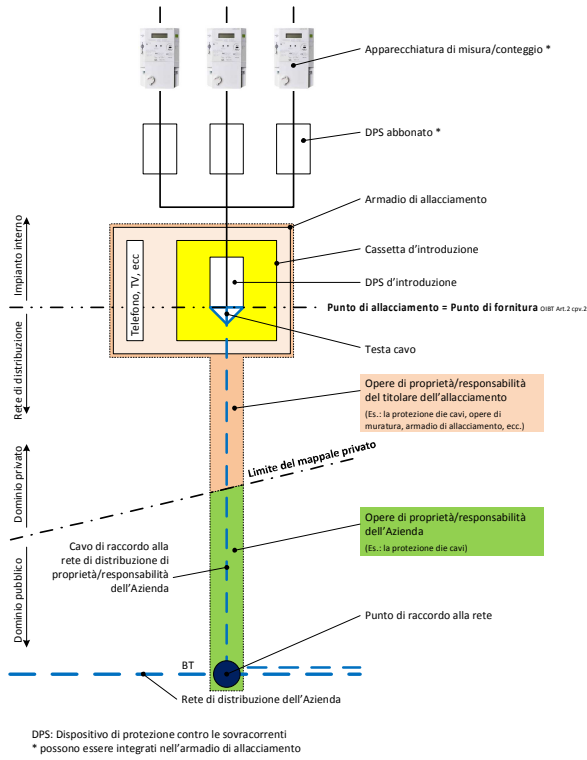 Apparecchiatura di misura/conteggio *
DPS abbonato *
Armadio di allacciamento
Cassetta d'introduzione
DPS d'introduzione
Impianto interno
Telefono, TV, ecc
Punto di allacciamento = Punto di fornitura OIBT Art.2 cpv.2
Testa cavo
Rete di distribuzione
Opere di proprietà/responsabilità
del titolare dell'allacciamento
(Es.: la protezione die cavi, opere di
muratura, armadio di allacciamento, ecc.)
Limite del mappale privato
Dominio privato
Opere di proprietà/responsabilità
dell'Azienda
(Es.: la protezione die cavi)
Cavo di raccordo alla
rete di distribuzione di
proprietà/responsabilità
dell'Azienda
Dominio pubblico
Punto di raccordo alla rete
BT
Rete di distribuzione dell'Azienda
DPS: Dispositivo di protezione contro le sovracorrenti
* possono essere integrati nell'armadio di allacciamento